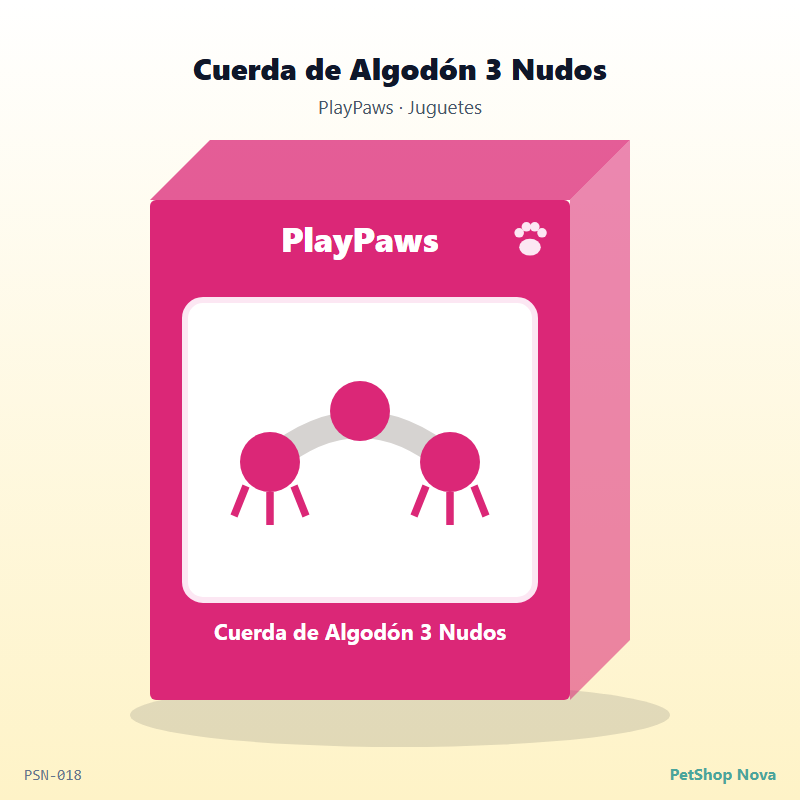 Cuerda de Algodón 3 Nudos
PlayPaws · Juguetes
PlayPaws
Cuerda de Algodón 3 Nudos
PSN-018
PetShop Nova